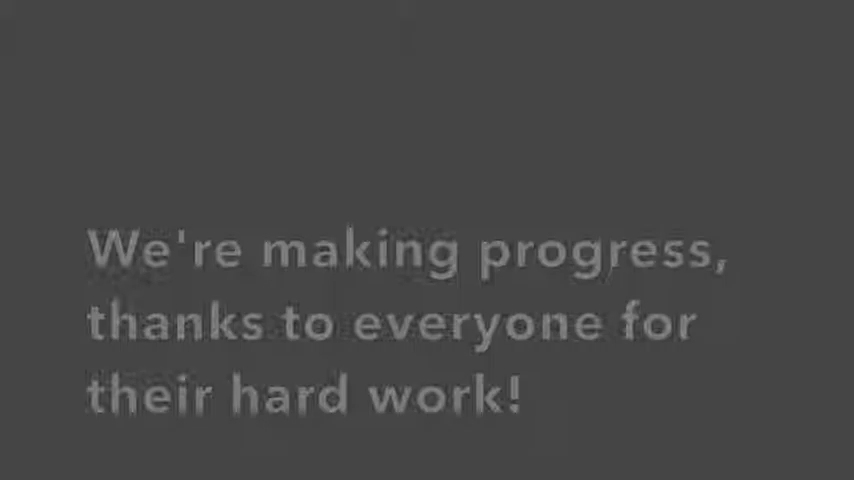 We're making progress,
thanks to everyone for
their hard work!